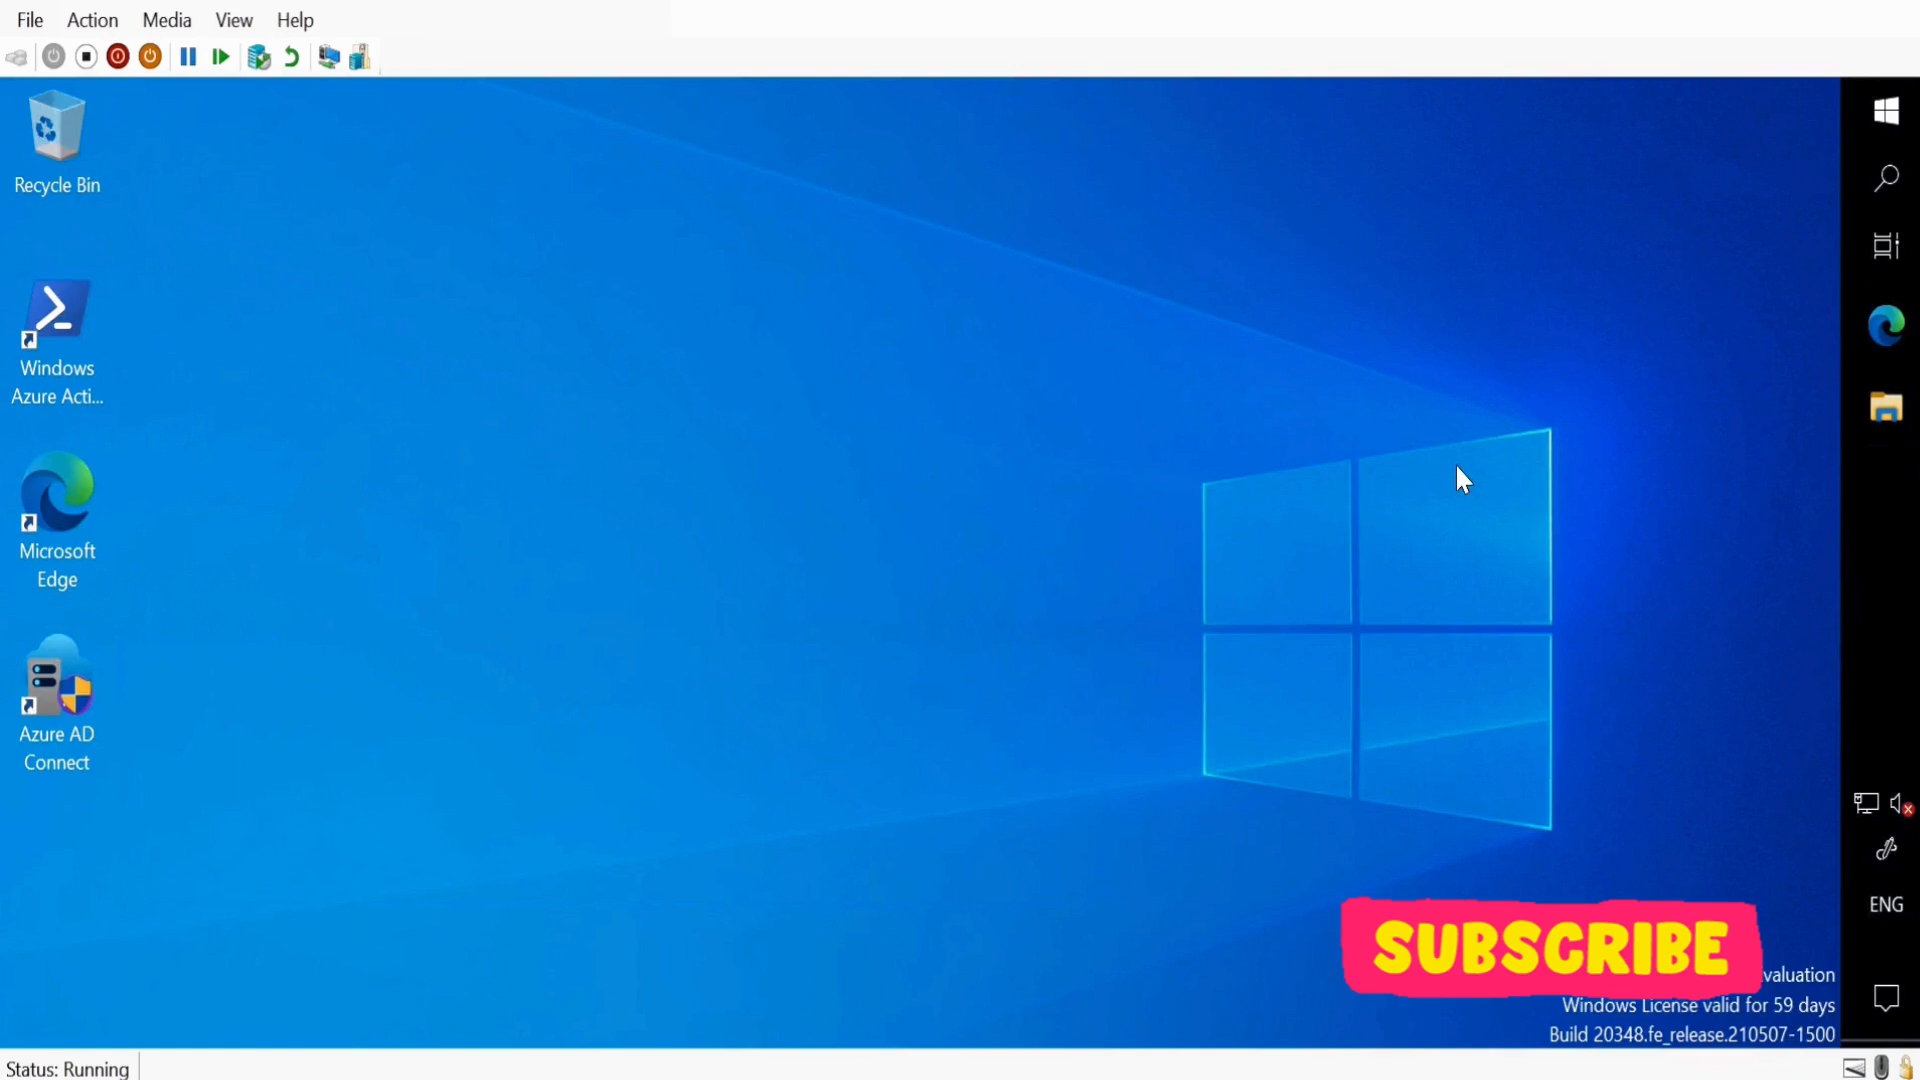 File Action Media View Help
Recycle Bin
Windows
Azure Acti...
Microsoft
Edge
Azure AD
Connect
ENG
SUBSCRIBE
valuation
Windows License valid for 59 days
Build 20348.fe_release.210507-1500
Status: Running